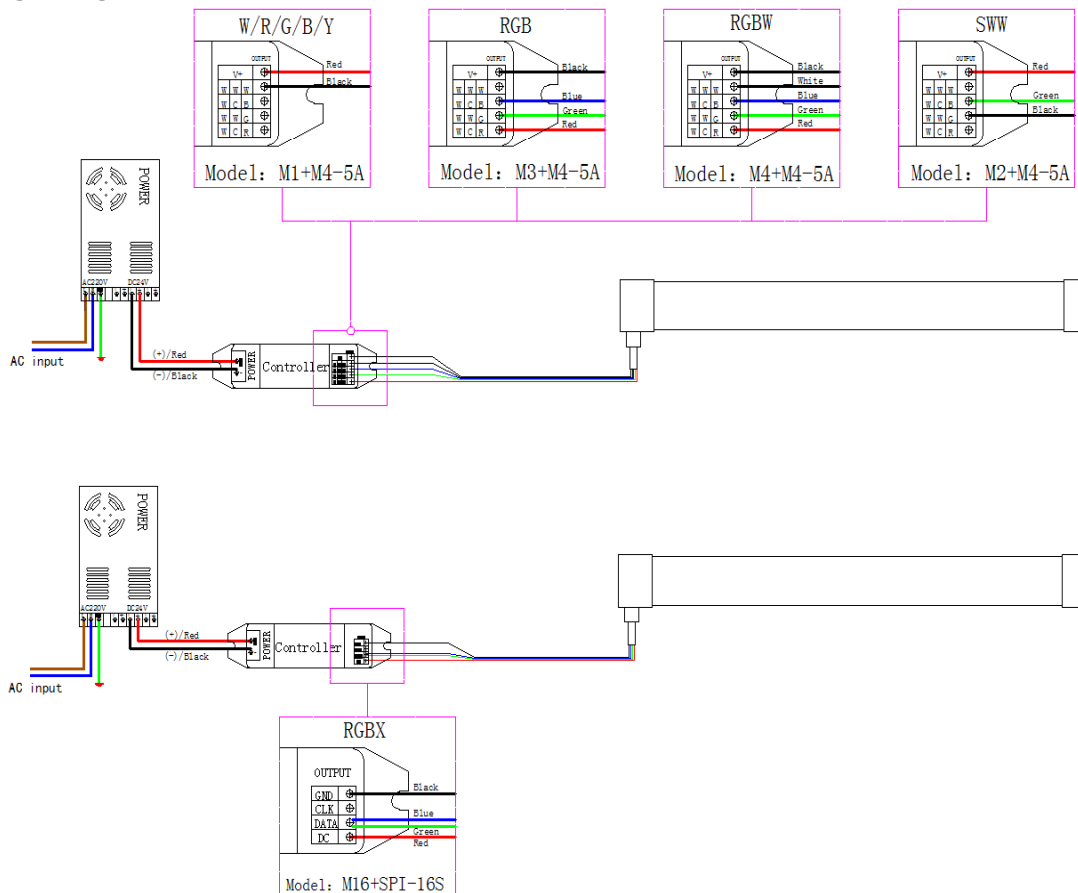 W/R/G/B/Y
OUTPUT
V+
Red
W W W
Black
W C B
W W G
W C R
Model: M1+M4-5A
RGB
OUTPUT
V+
Black
W W W
W C B
Blue
W W G
Green
W C R
Red
Model: M3+M4-5A
RGBW
OUTPUT
V+
Black
W W W
White
W C B
Blue
W W G
Green
W C R
Red
Model: M4+M4-5A
SWW
OUTPUT
V+
Red
W W W
W C B
Green
W W G
Black
W C R
Model: M2+M4-5A
POWER
AC220V
DC24V
AC input
(+)/Red
(-)/Black
POWER
Controller
POWER
AC220V
DC24V
AC input
(+)/Red
(-)/Black
POWER
Controller
RGBX
OUTPUT
GND
Black
CLK
Blue
DATA
Green
DC
Red
Model: M16+SPI-16S